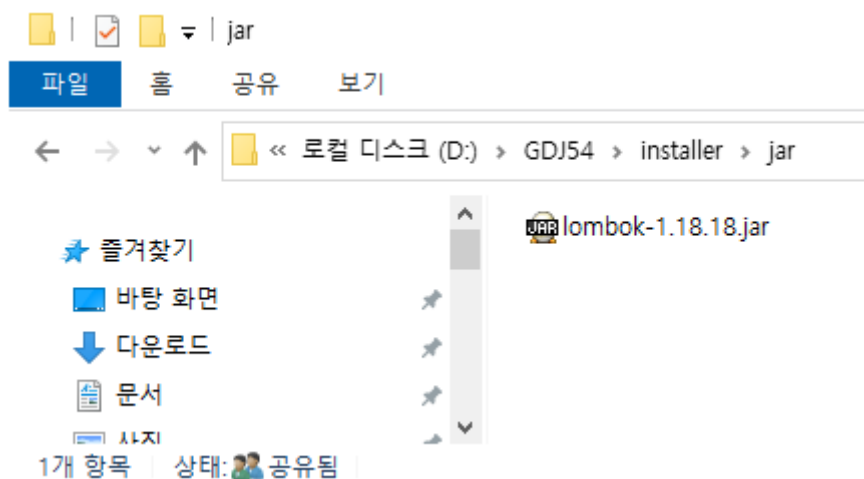 jar
파일 홈 공유 보기
« 로컬 디스크 (D:) > GDJ54 > installer > jar
lombok-1.18.18.jar
즐겨찾기
바탕 화면
다운로드
문서
사진
1개 항목 상태: 공유됨